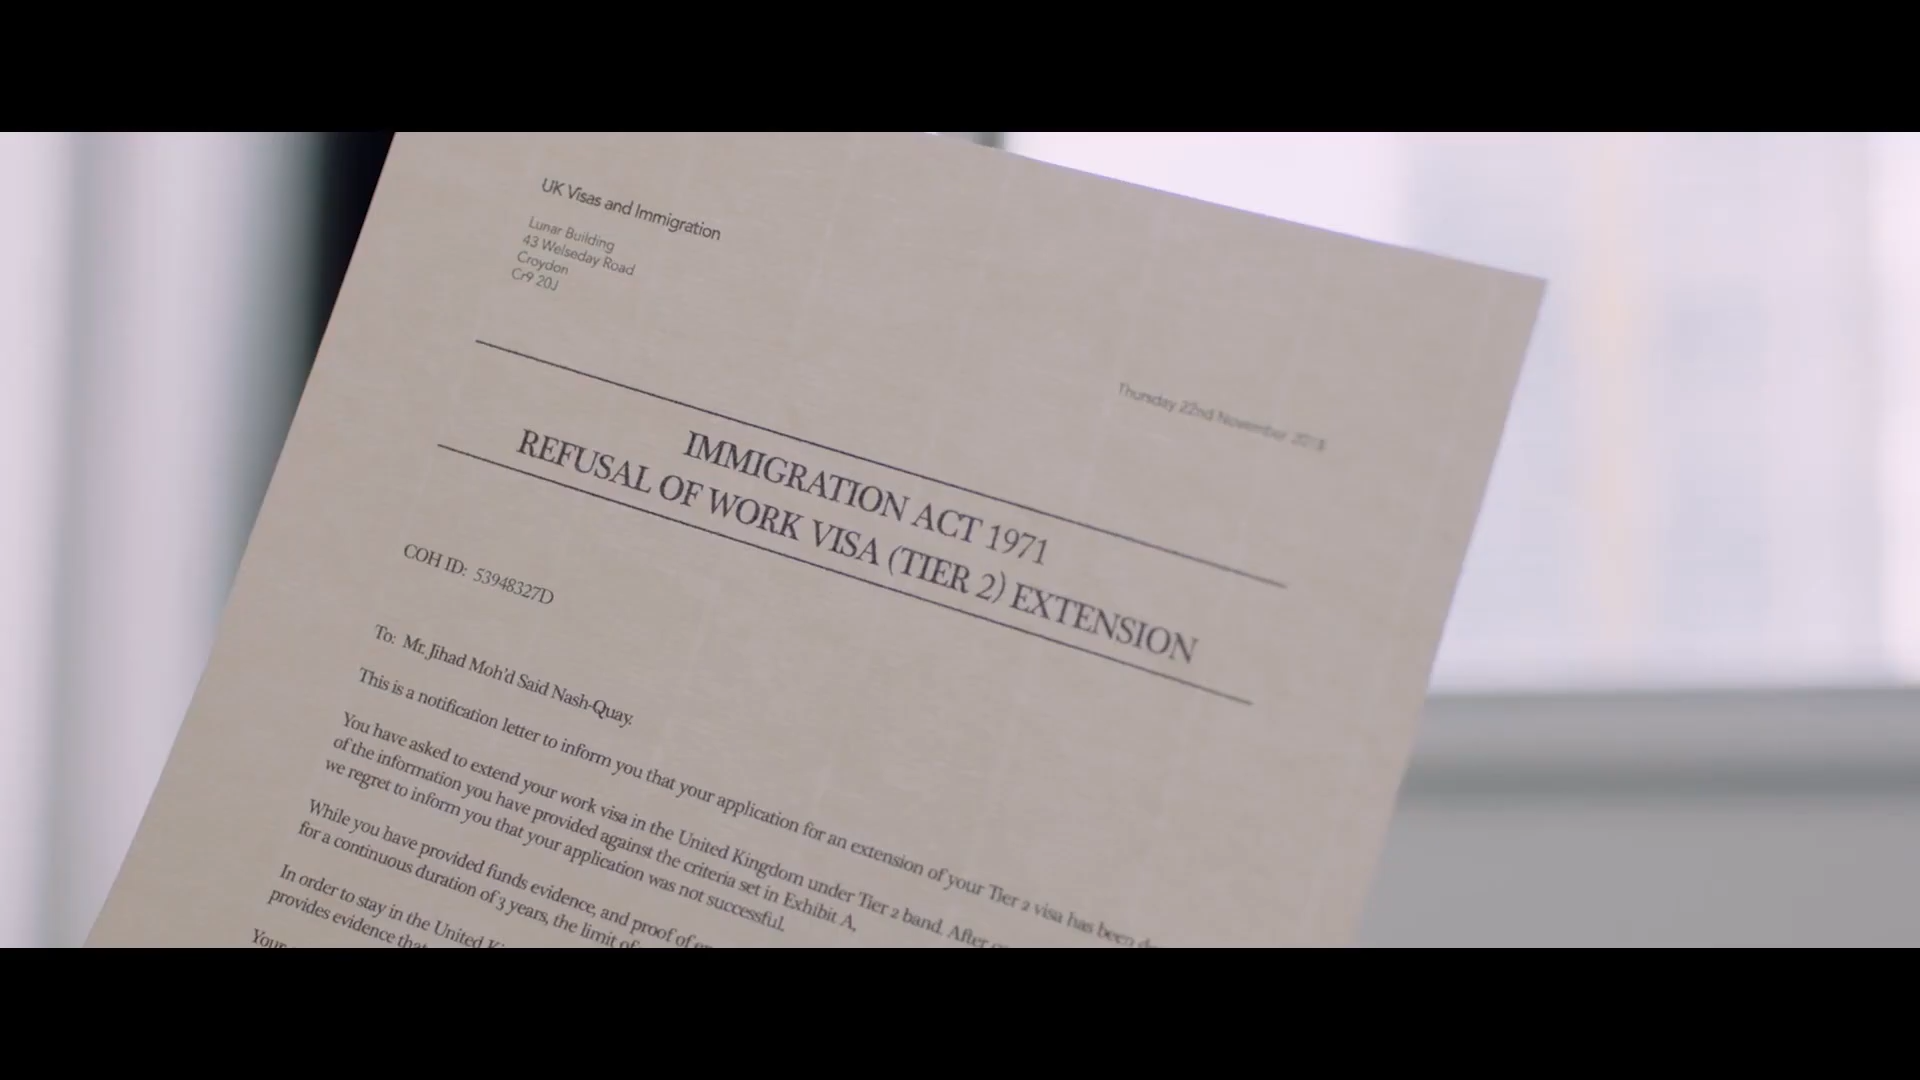 UK Visas and Immigration
Lunar Building
43 Welseday Road
Croydon
Cr9 20J
Thursday 22nd November 2018
IMMIGRATION ACT 1971
REFUSAL OF WORK VISA (TIER 2) EXTENSION
COH ID: 53948327D
To: Mr. Jihad Moh'd Said Nash-Quay.
This is a notification letter to inform you that your application for an extension of your Tier 2 visa has been
You have asked to extend your work visa in the United Kingdom under Tier 2 band. After
of the information you have provided against the criteria set in Exhibit A,
we regret to inform you that your application was not successful.
While you have provided funds evidence, and proof of
for a continuous duration of 3 years, the limit of
In order to stay in the United
provides evidence that
Your